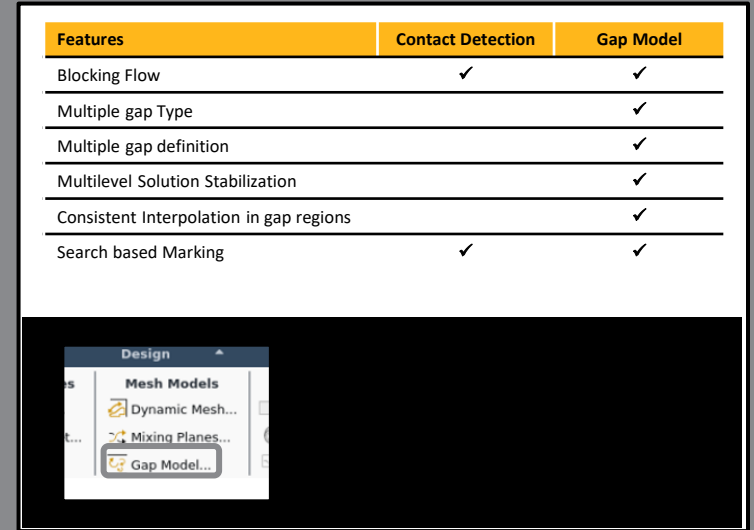 Features Contact Detection Gap Model
Blocking Flow ✓ ✓
Multiple gap Type ✓
Multiple gap definition ✓
Multilevel Solution Stabilization ✓
Consistent Interpolation in gap regions ✓
Search based Marking ✓ ✓
Design
es Mesh Models
Dynamic Mesh...
t... Mixing Planes...
Gap Model...